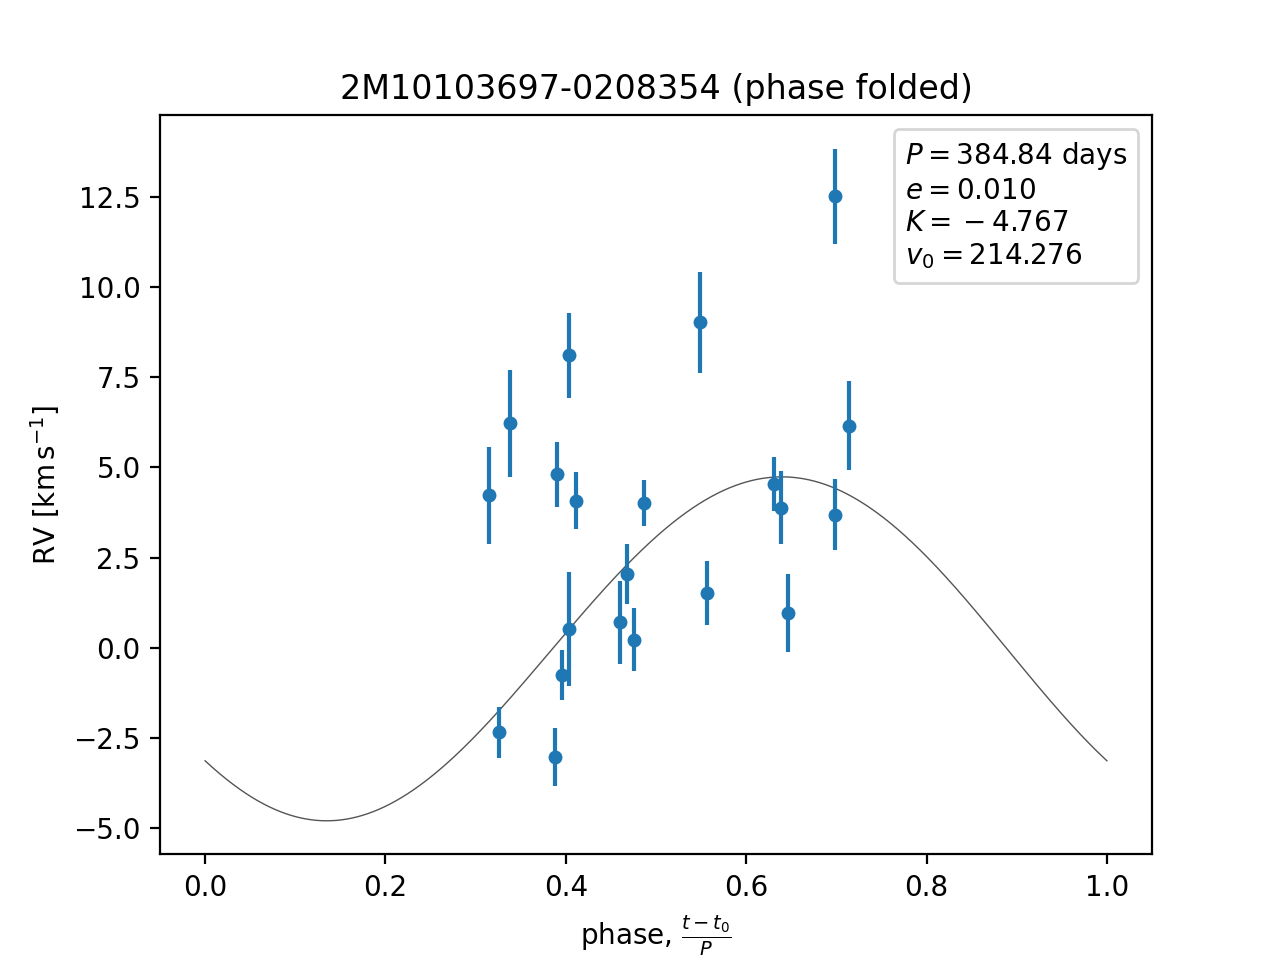 2M10103697-0208354 (phase folded)
P = 384.84 days
e = 0.010
K = −4.767
v₀ = 214.276
12.5
10.0
7.5
5.0
2.5
0.0
−2.5
−5.0
RV [km s⁻¹]
0.0 0.2 0.4 0.6 0.8 1.0
phase, (t − t₀)/P